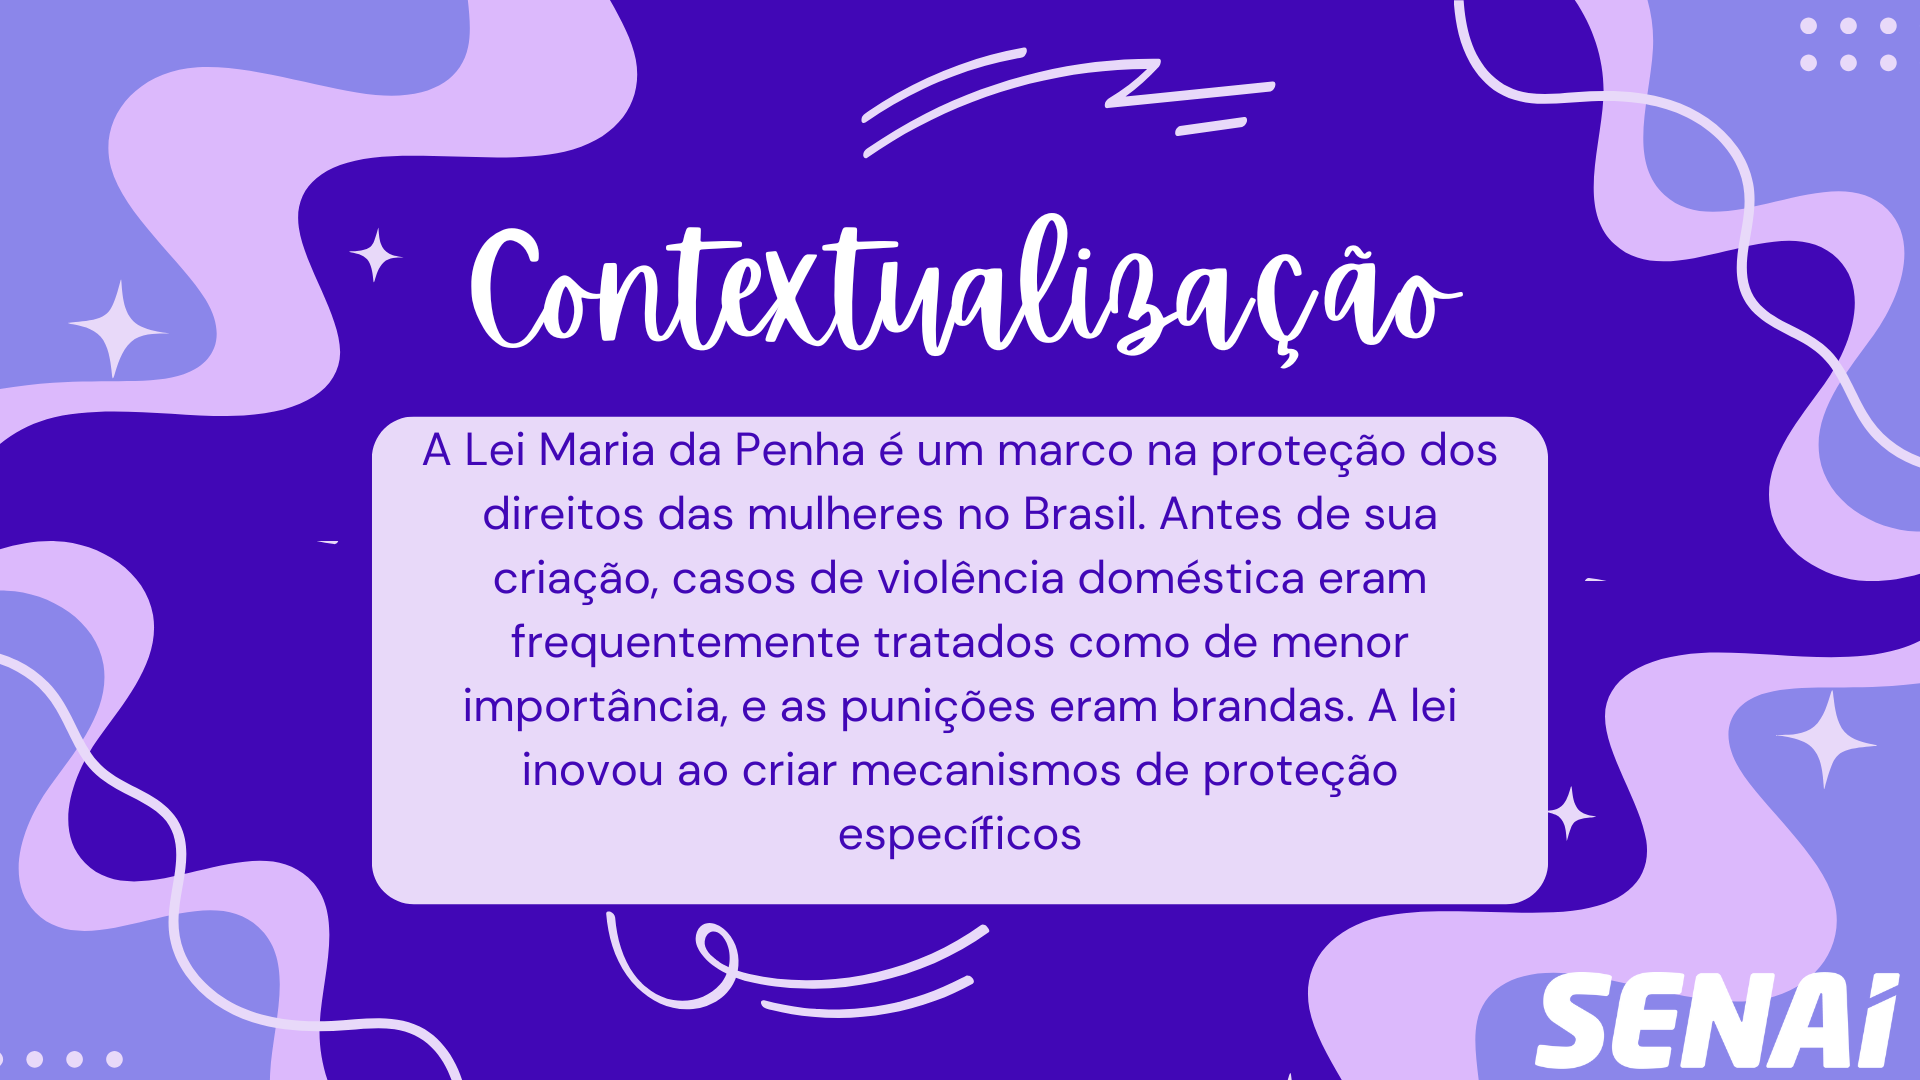 Contextualização
A Lei Maria da Penha é um marco na proteção dos
direitos das mulheres no Brasil. Antes de sua
criação, casos de violência doméstica eram
frequentemente tratados como de menor
importância, e as punições eram brandas. A lei
inovou ao criar mecanismos de proteção
específicos
SENAI